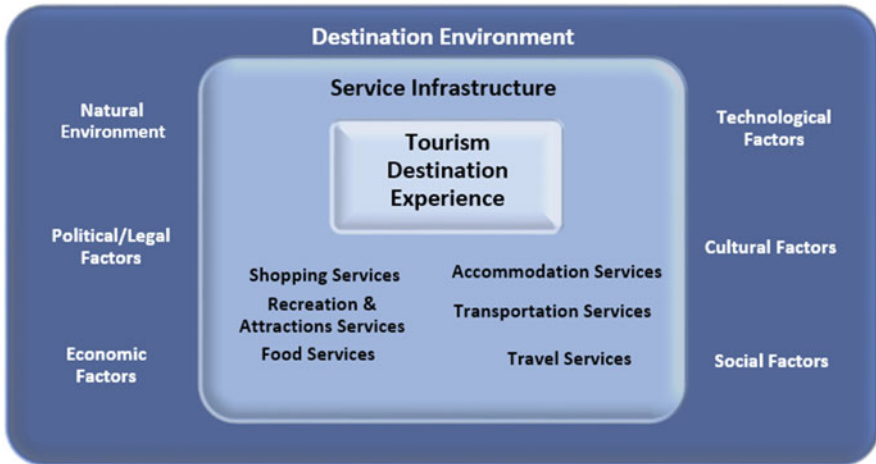 Destination Environment
Service Infrastructure
Tourism
Destination
Experience
Natural
Environment
Political/Legal
Factors
Economic
Factors
Shopping Services
Recreation &
Attractions Services
Food Services
Accommodation Services
Transportation Services
Travel Services
Technological
Factors
Cultural Factors
Social Factors